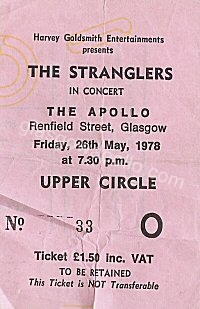 Harvey Goldsmith Entertainments
presents
THE STRANGLERS
IN CONCERT
THE APOLLO
Renfield Street, Glasgow
Friday, 26th May, 1978
at 7.30 p.m.
UPPER CIRCLE
No 33 O
Ticket £1.50 inc. VAT
TO BE RETAINED
This Ticket is NOT Transferable